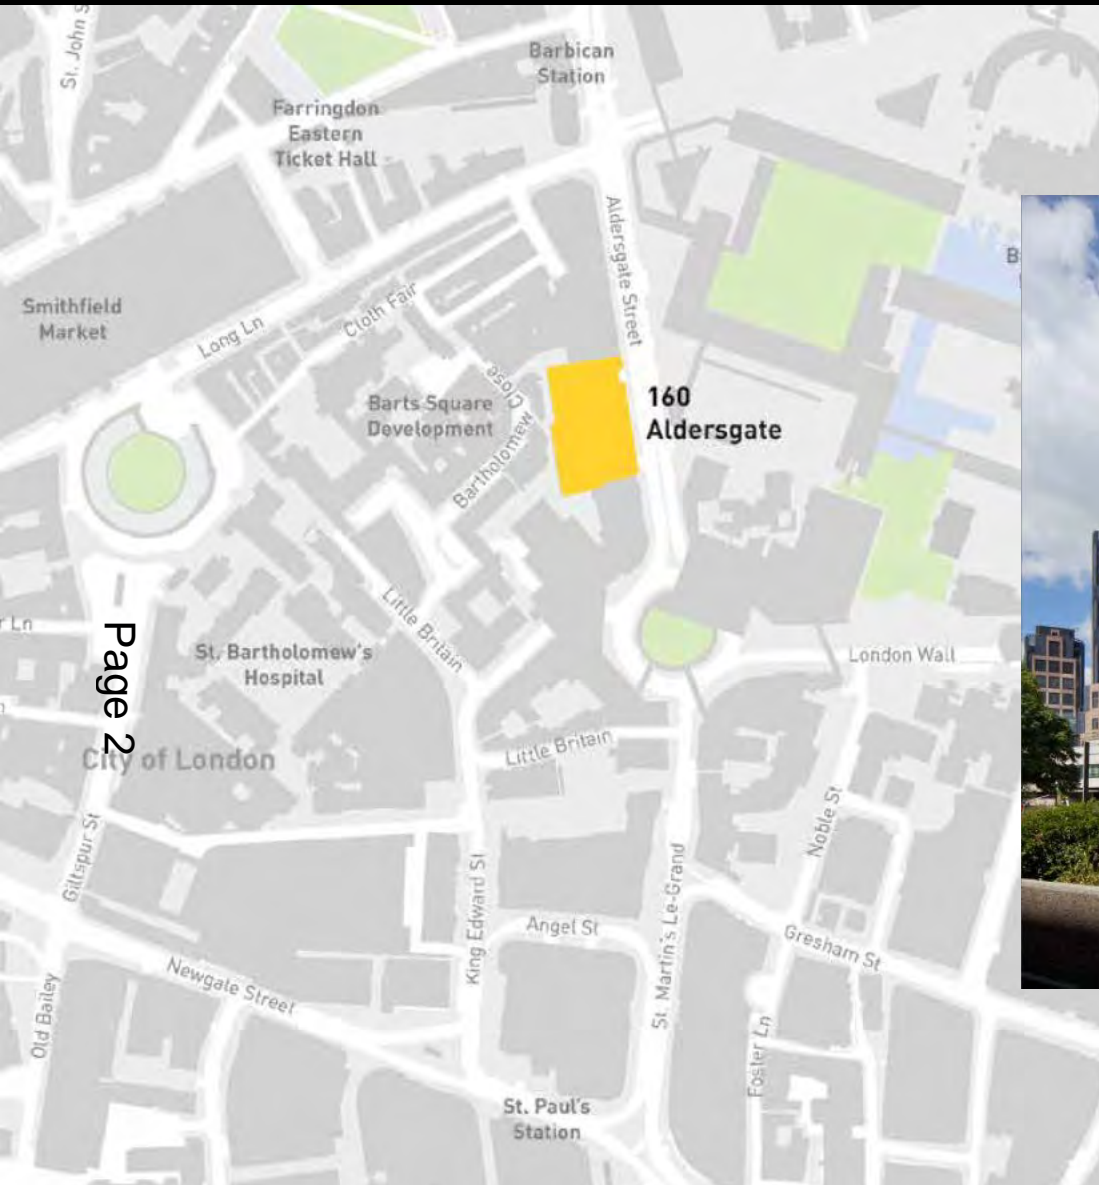 St. John S
Barbican
Station
Farringdon
Eastern
Ticket Hall
Aldersgate Street
B
Smithfield
Market
Long Ln
Cloth Fair
Barts Square
Development
Bartholomew
Close
160
Aldersgate
Little Britain
r Ln
St. Bartholomew's
Hospital
London Wall
Page 2
City of London
Little Britain
Giltspur St
Noble St
King Edward St
St. Martin's Le-Grand
Angel St
Gresham St
Newgate Street
Old Bailey
Foster Ln
St. Paul's
Station